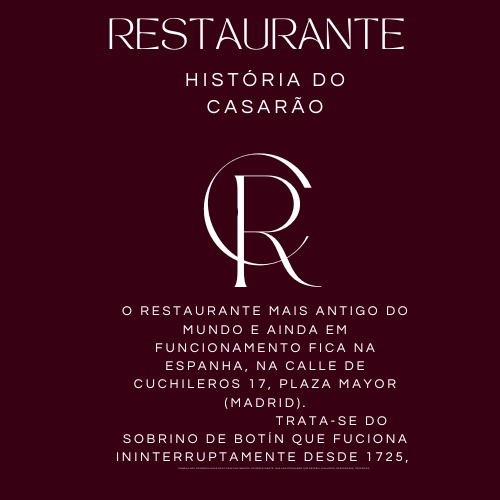 RESTAURANTE
HISTÓRIA DO
CASARÃO
CR
O RESTAURANTE MAIS ANTIGO DO
MUNDO E AINDA EM
FUNCIONAMENTO FICA NA
ESPANHA, NA CALLE DE
CUCHILEROS 17, PLAZA MAYOR
(MADRID).
TRATA-SE DO
SOBRINO DE BOTÍN QUE FUCIONA
ININTERRUPTAMENTE DESDE 1725,